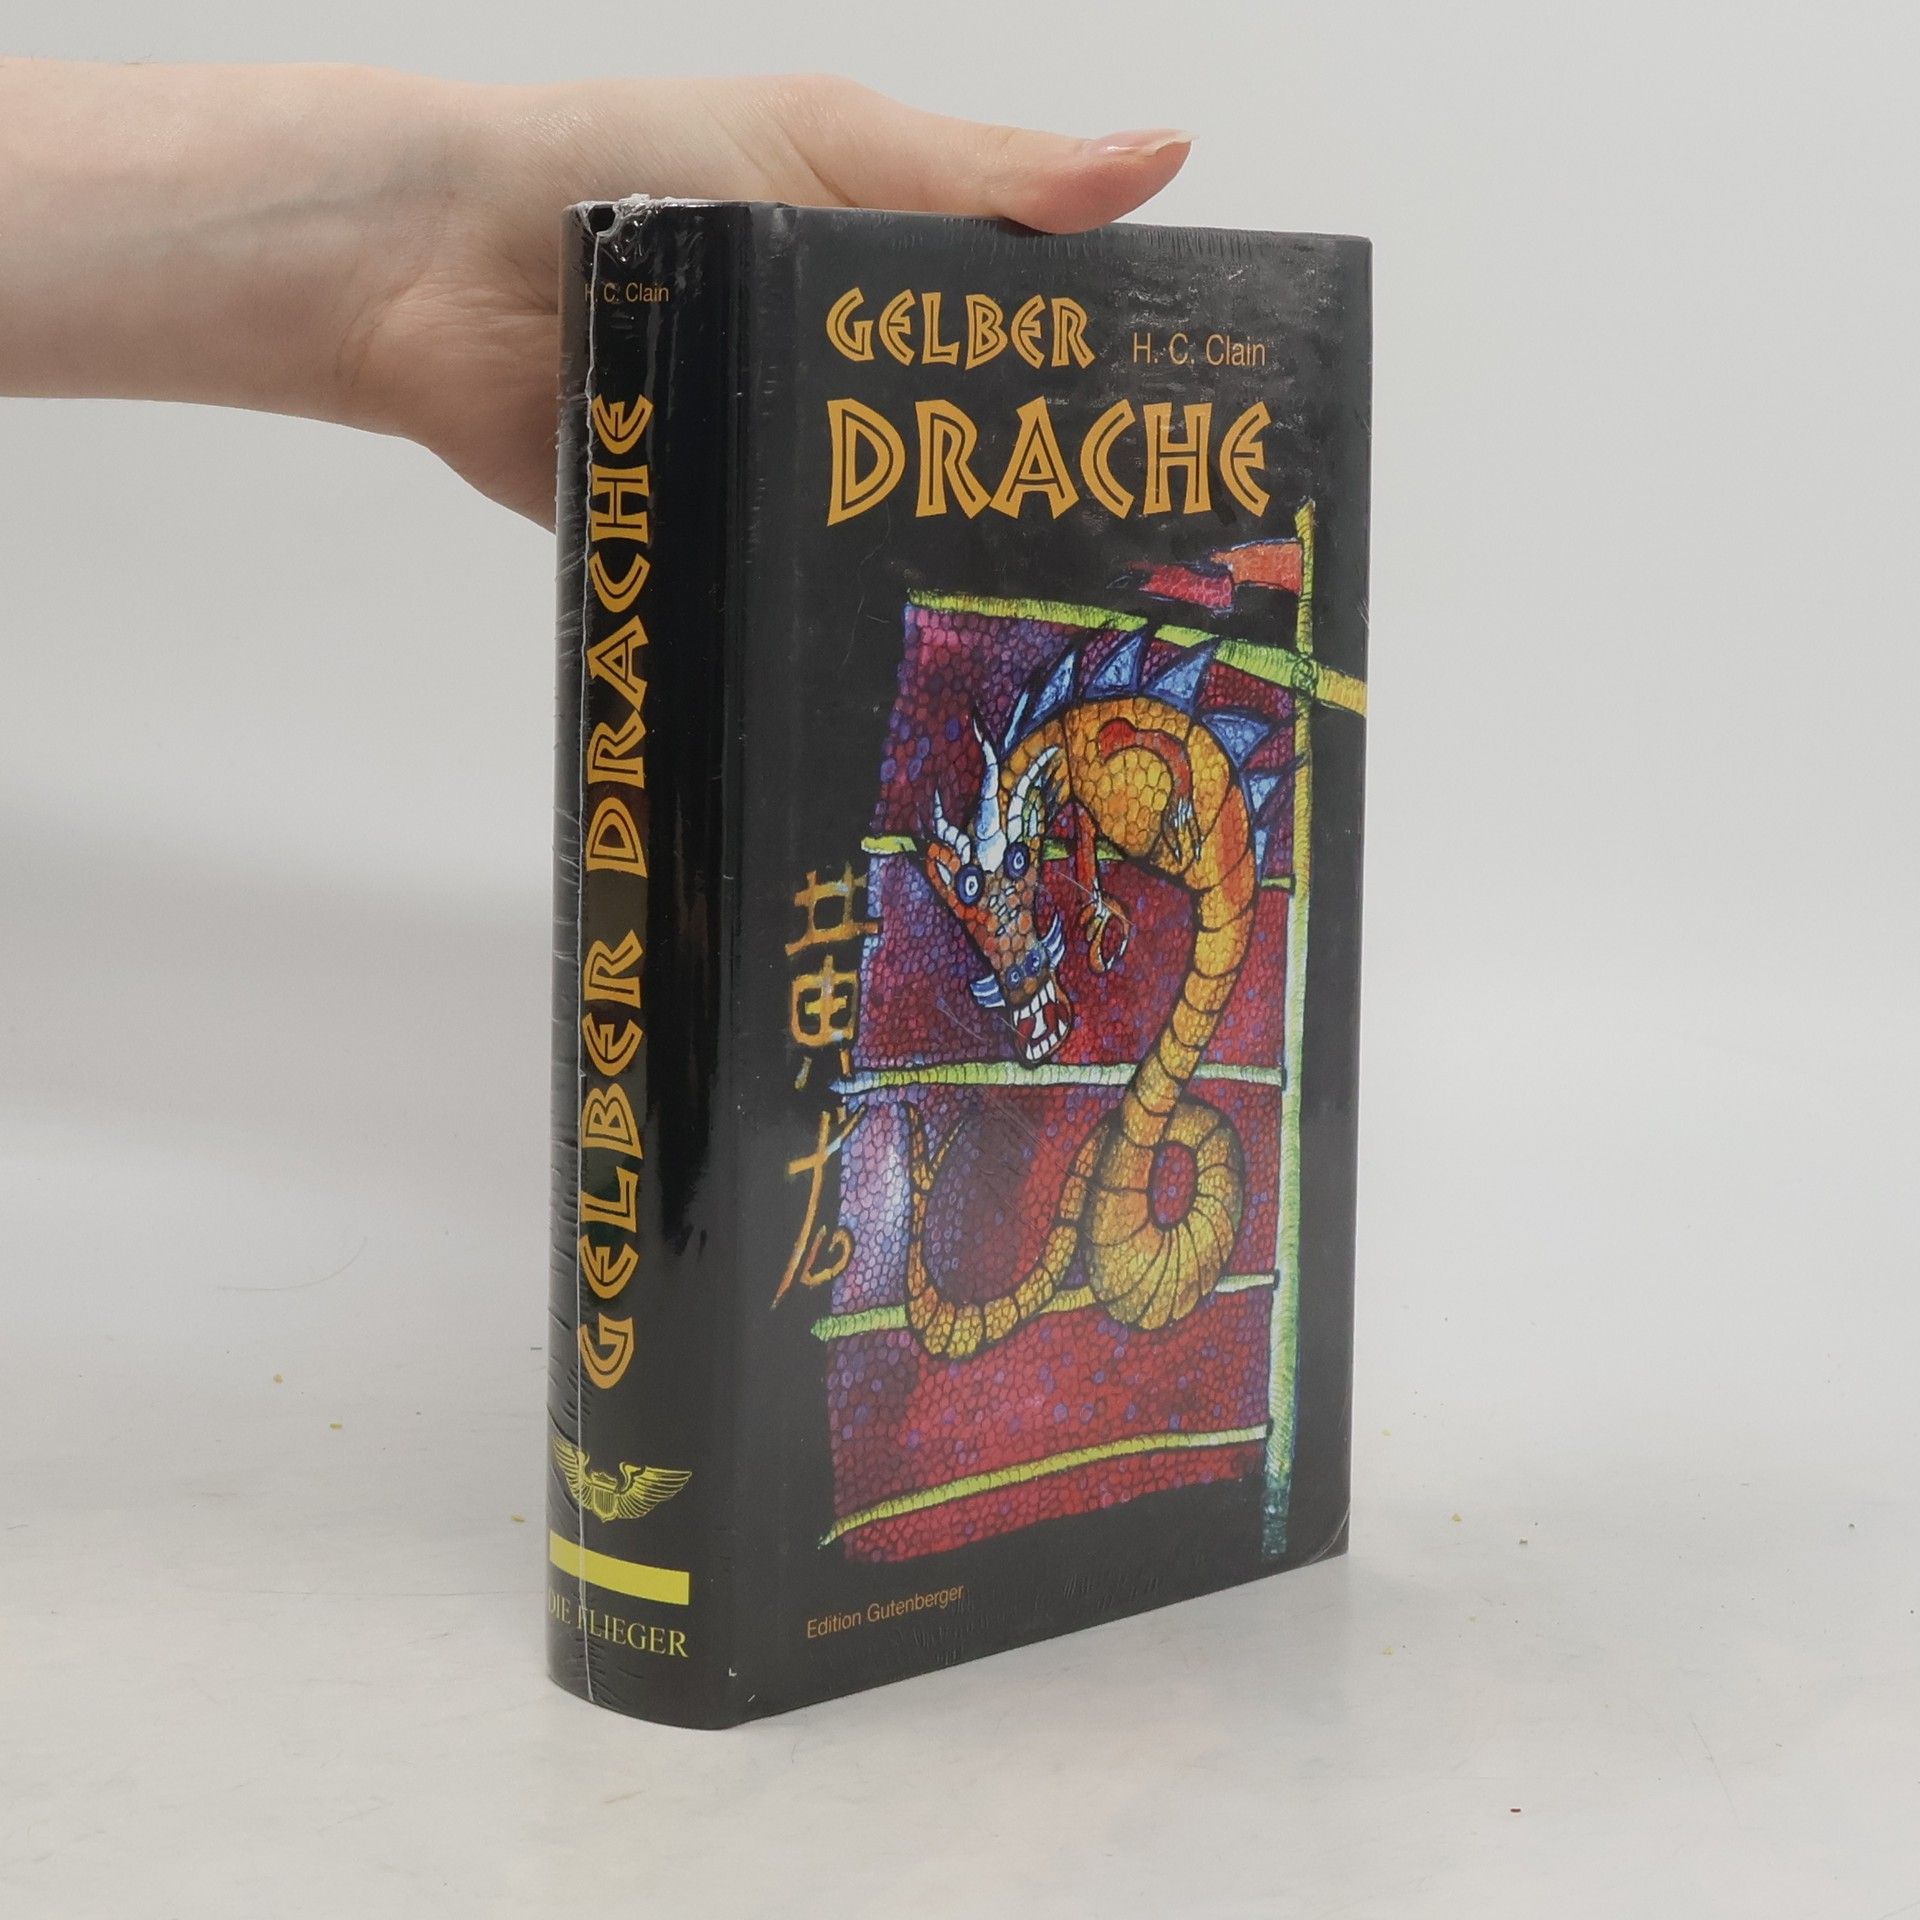 H. C. Clain
GELBER DRACHE
DIE FLIEGER
GELBER
H. C. Clain
DRACHE
黄龙
Edition Gutenberger